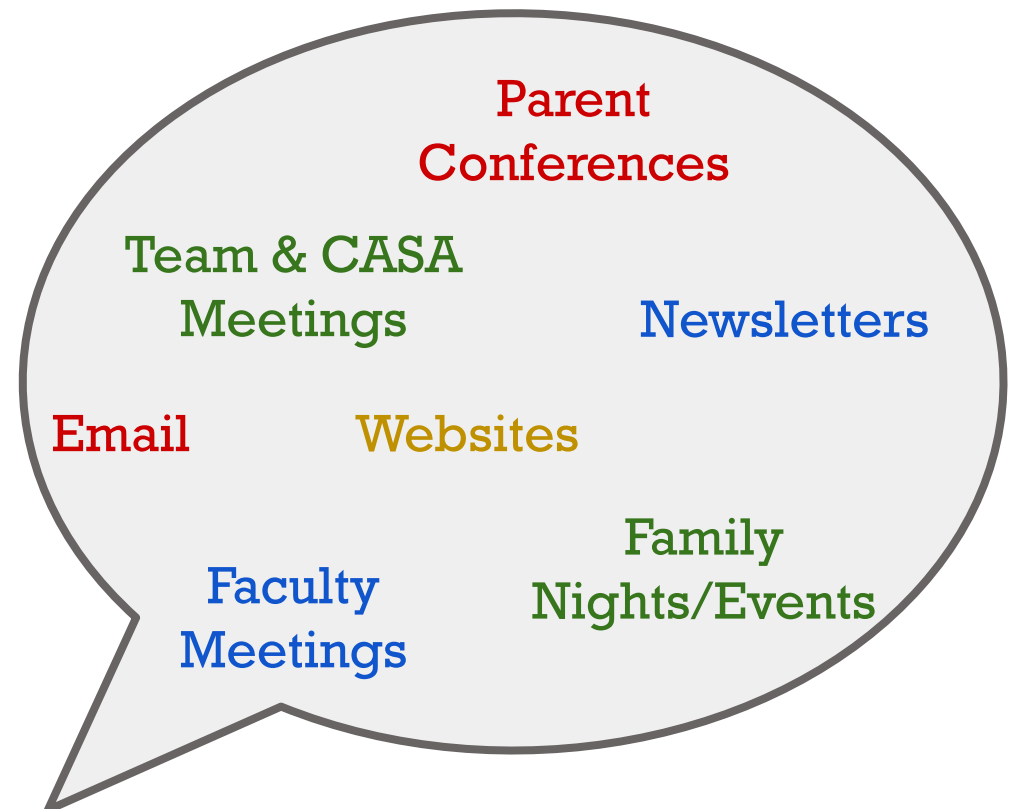 Parent
Conferences
Team & CASA
Meetings
Newsletters
Email
Websites
Family
Nights/Events
Faculty
Meetings